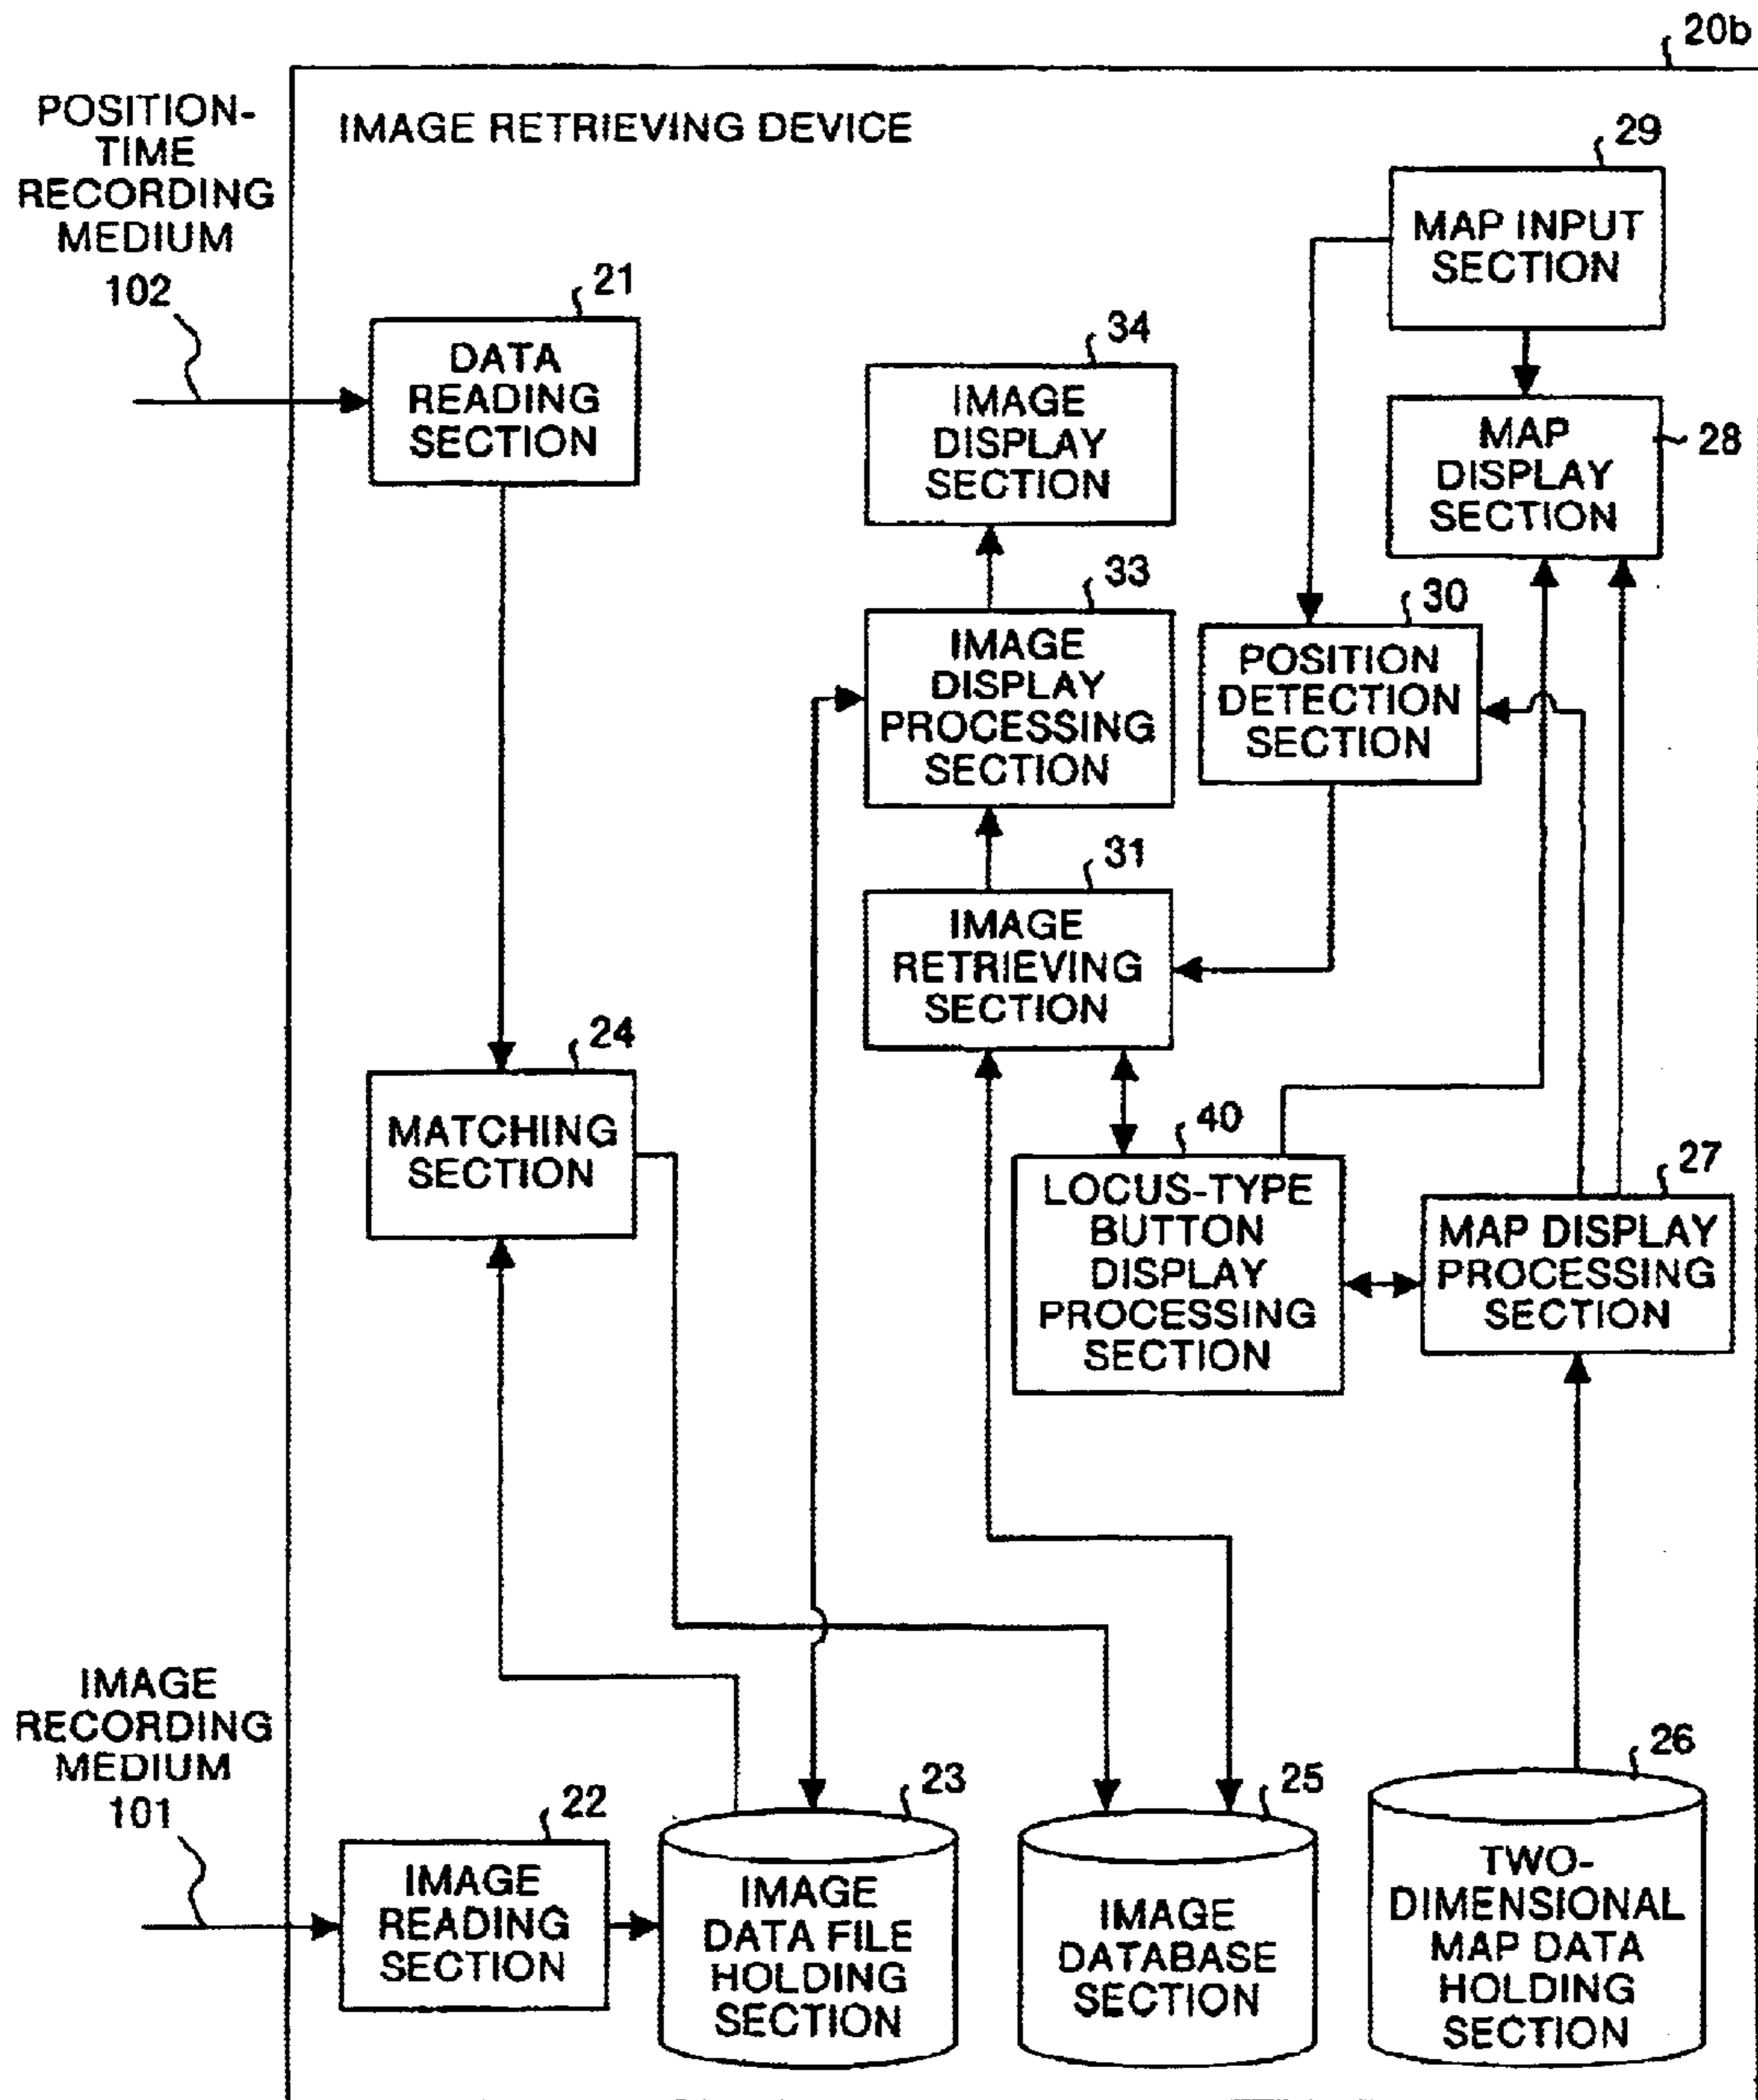 20b
POSITION-
TIME
RECORDING
MEDIUM
102
IMAGE RETRIEVING DEVICE
29
MAP INPUT
SECTION
21
DATA
READING
SECTION
34
IMAGE
DISPLAY
SECTION
MAP
DISPLAY
SECTION
28
33
IMAGE
DISPLAY
PROCESSING
SECTION
30
POSITION
DETECTION
SECTION
31
IMAGE
RETRIEVING
SECTION
24
MATCHING
SECTION
40
LOCUS-TYPE
BUTTON
DISPLAY
PROCESSING
SECTION
27
MAP DISPLAY
PROCESSING
SECTION
IMAGE
RECORDING
MEDIUM
101
22
IMAGE
READING
SECTION
23
IMAGE
DATA FILE
HOLDING
SECTION
25
IMAGE
DATABASE
SECTION
26
TWO-
DIMENSIONAL
MAP DATA
HOLDING
SECTION